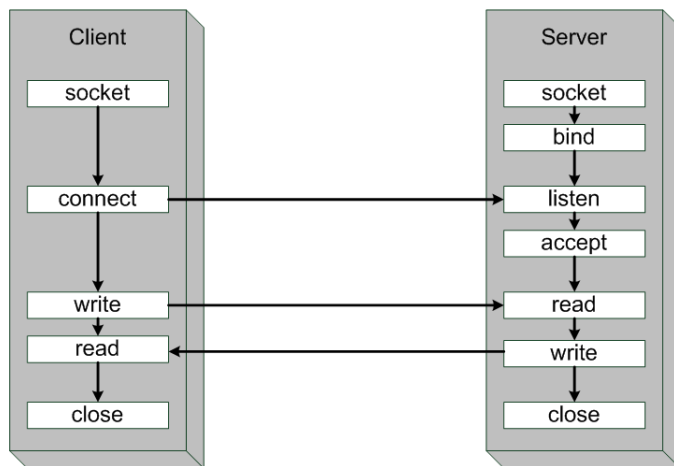 Client
socket
connect
write
read
close
Server
socket
bind
listen
accept
read
write
close